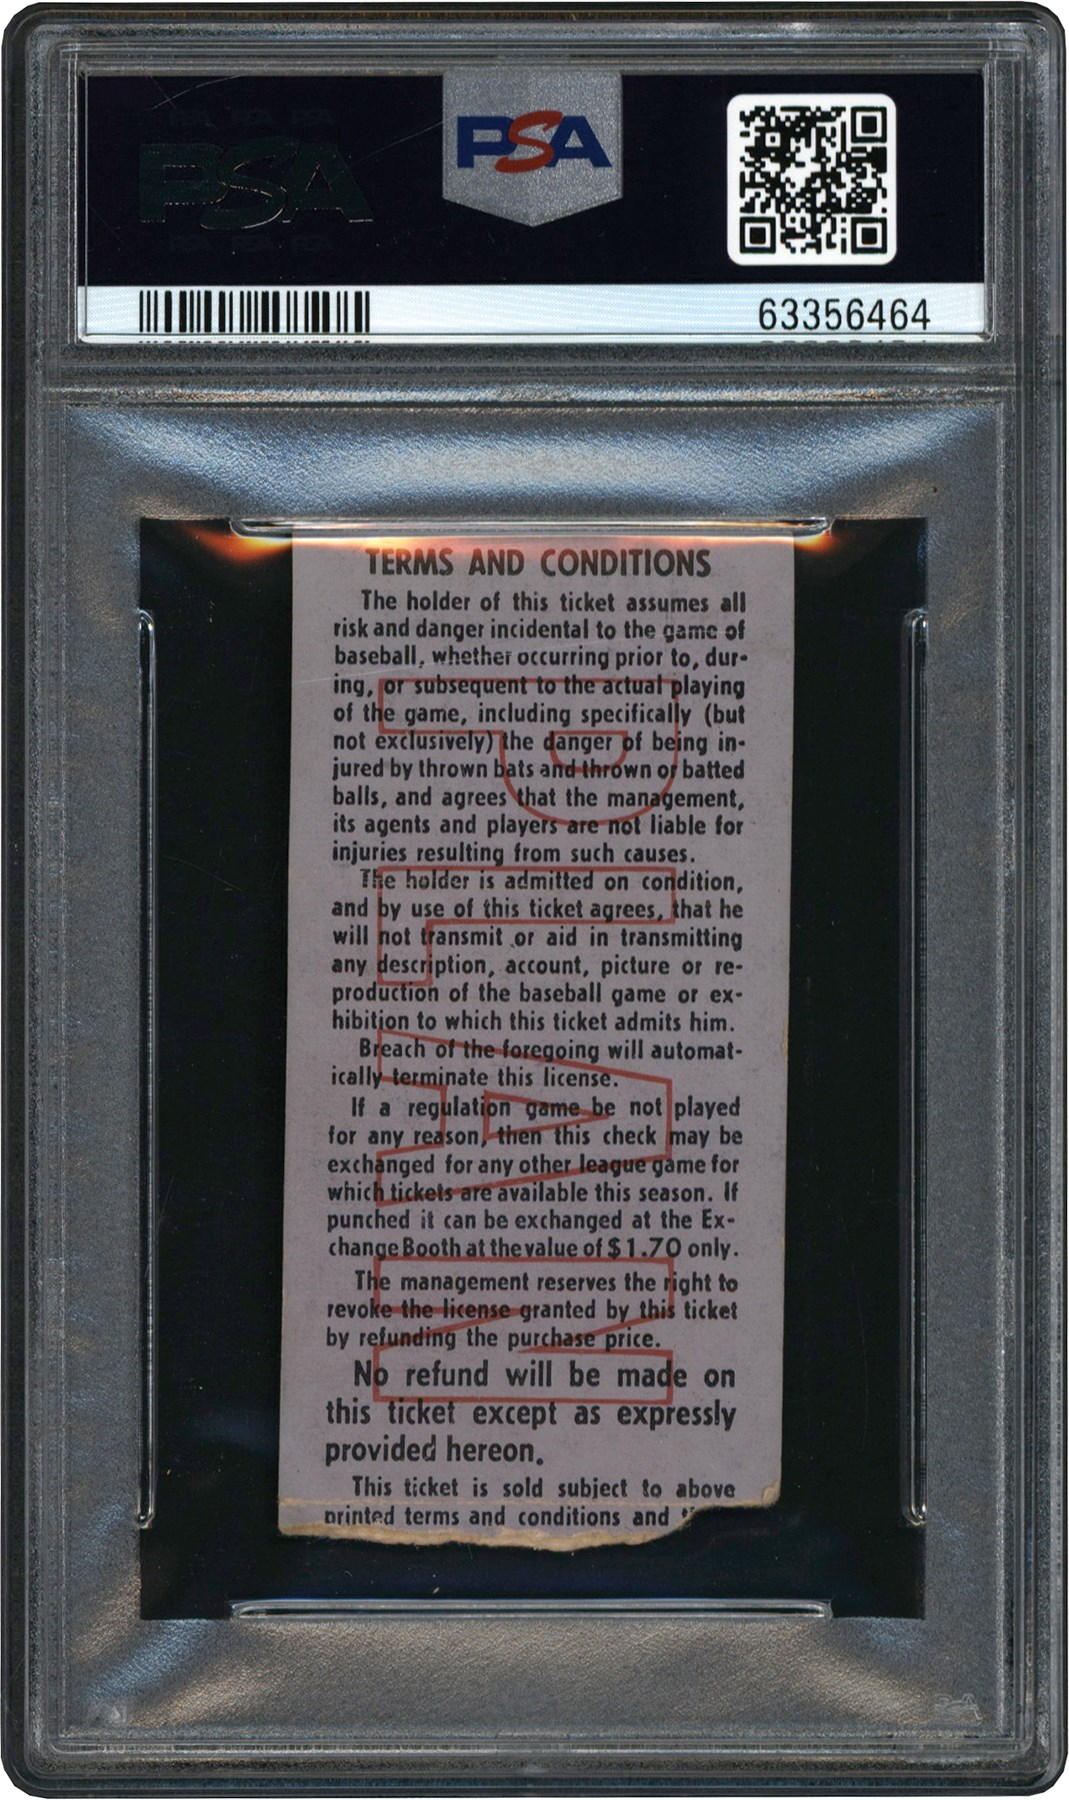 PSA
PSA
63356464
TERMS AND CONDITIONS
The holder of this ticket assumes all
risk and danger incidental to the game of
baseball, whether occurring prior to, dur-
ing, or subsequent to the actual playing
of the game, including specifically (but
not exclusively) the danger of being in-
jured by thrown bats and thrown or batted
balls, and agrees that the management,
its agents and players are not liable for
injuries resulting from such causes.
The holder is admitted on condition,
and by use of this ticket agrees, that he
will not transmit or aid in transmitting
any description, account, picture or re-
production of the baseball game or ex-
hibition to which this ticket admits him.
Breach of the foregoing will automat-
ically terminate this license.
If a regulation game be not played
for any reason, then this check may be
exchanged for any other league game for
which tickets are available this season. If
punched it can be exchanged at the Ex-
change Booth at the value of $1.70 only.
The management reserves the right to
revoke the license granted by this ticket
by refunding the purchase price.
No refund will be made on
this ticket except as expressly
provided hereon.
This ticket is sold subject to above
printed terms and conditions and